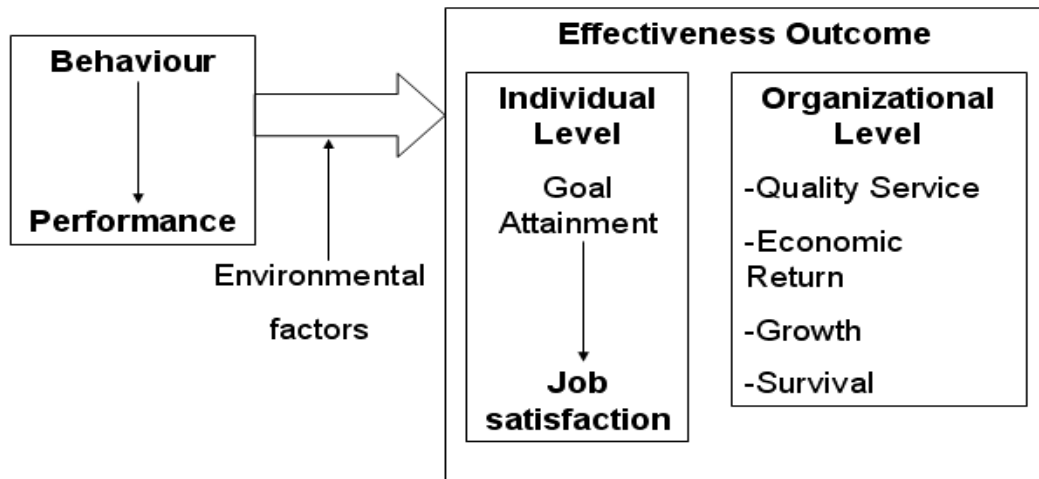 Behaviour
Performance
Environmental
factors
Effectiveness Outcome
Individual
Level
Goal
Attainment
Job
satisfaction
Organizational
Level
-Quality Service
-Economic
Return
-Growth
-Survival